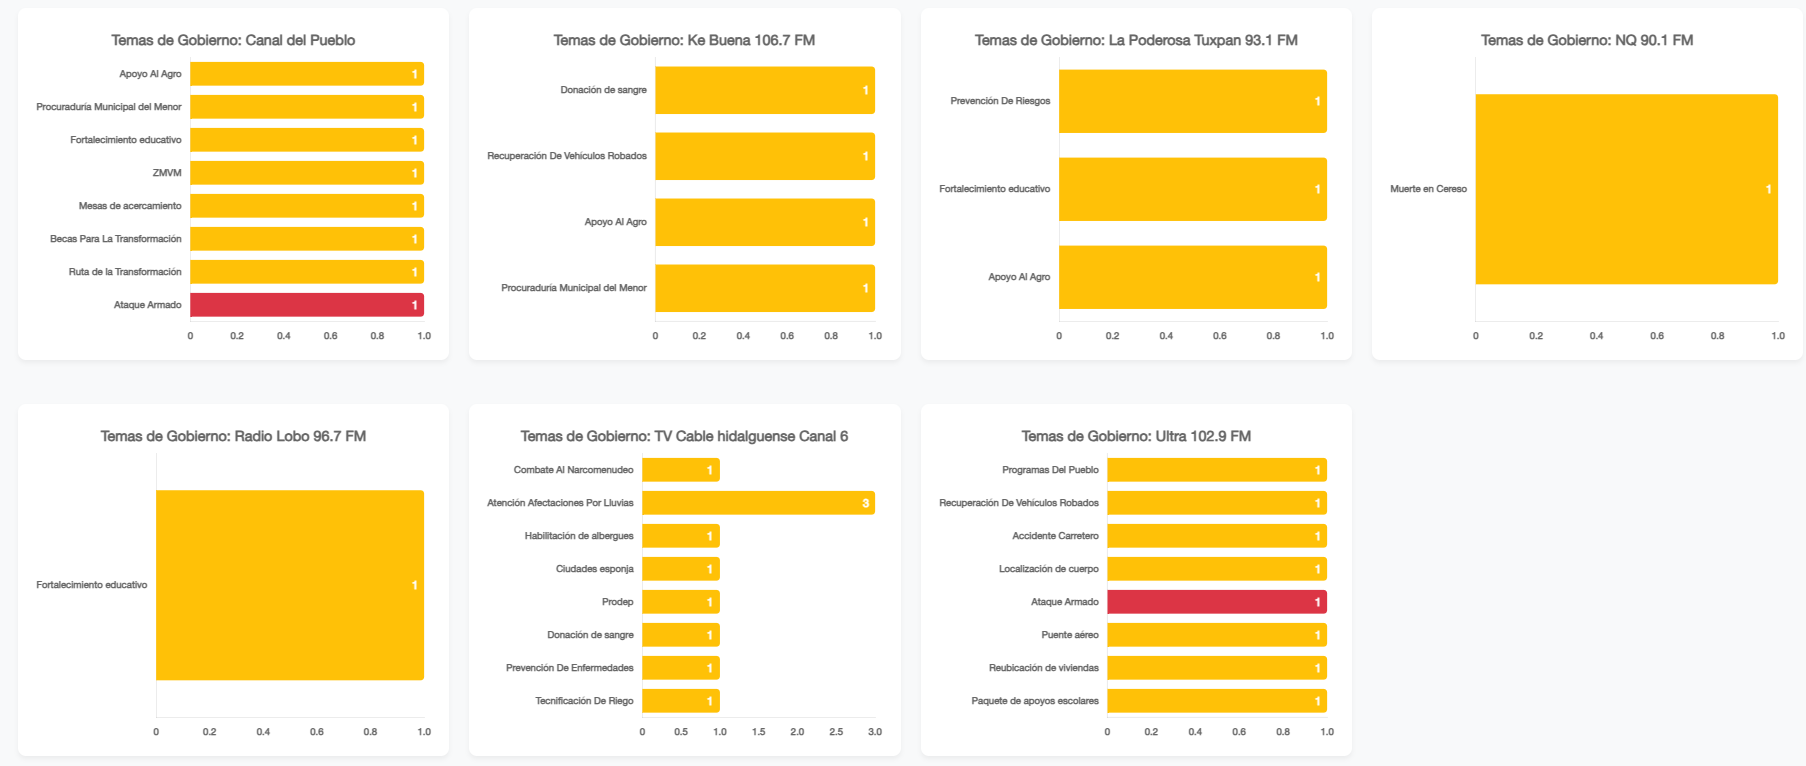 Temas de Gobierno: Canal del Pueblo
Apoyo Al Agro 1
Procuraduría Municipal del Menor 1
Fortalecimiento educativo 1
ZMVM 1
Mesas de acercamiento 1
Becas Para La Transformación 1
Ruta de la Transformación 1
Ataque Armado 1
0 0.2 0.4 0.6 0.8 1.0
Temas de Gobierno: Ke Buena 106.7 FM
Donación de sangre 1
Recuperación De Vehículos Robados 1
Apoyo Al Agro 1
Procuraduría Municipal del Menor 1
0 0.2 0.4 0.6 0.8 1.0
Temas de Gobierno: La Poderosa Tuxpan 93.1 FM
Prevención De Riesgos 1
Fortalecimiento educativo 1
Apoyo Al Agro 1
0 0.2 0.4 0.6 0.8 1.0
Temas de Gobierno: NQ 90.1 FM
Muerte en Cereso 1
0 0.2 0.4 0.6 0.8 1.0
Temas de Gobierno: Radio Lobo 96.7 FM
Fortalecimiento educativo 1
0 0.2 0.4 0.6 0.8 1.0
Temas de Gobierno: TV Cable hidalguense Canal 6
Combate Al Narcomenudeo 1
Atención Afectaciones Por Lluvias 3
Habilitación de albergues 1
Ciudades esponja 1
Prodep 1
Donación de sangre 1
Prevención De Enfermedades 1
Tecnificación De Riego 1
0 0.5 1.0 1.5 2.0 2.5 3.0
Temas de Gobierno: Ultra 102.9 FM
Programas Del Pueblo 1
Recuperación De Vehículos Robados 1
Accidente Carretero 1
Localización de cuerpo 1
Ataque Armado 1
Puente aéreo 1
Reubicación de viviendas 1
Paquete de apoyos escolares 1
0 0.2 0.4 0.6 0.8 1.0